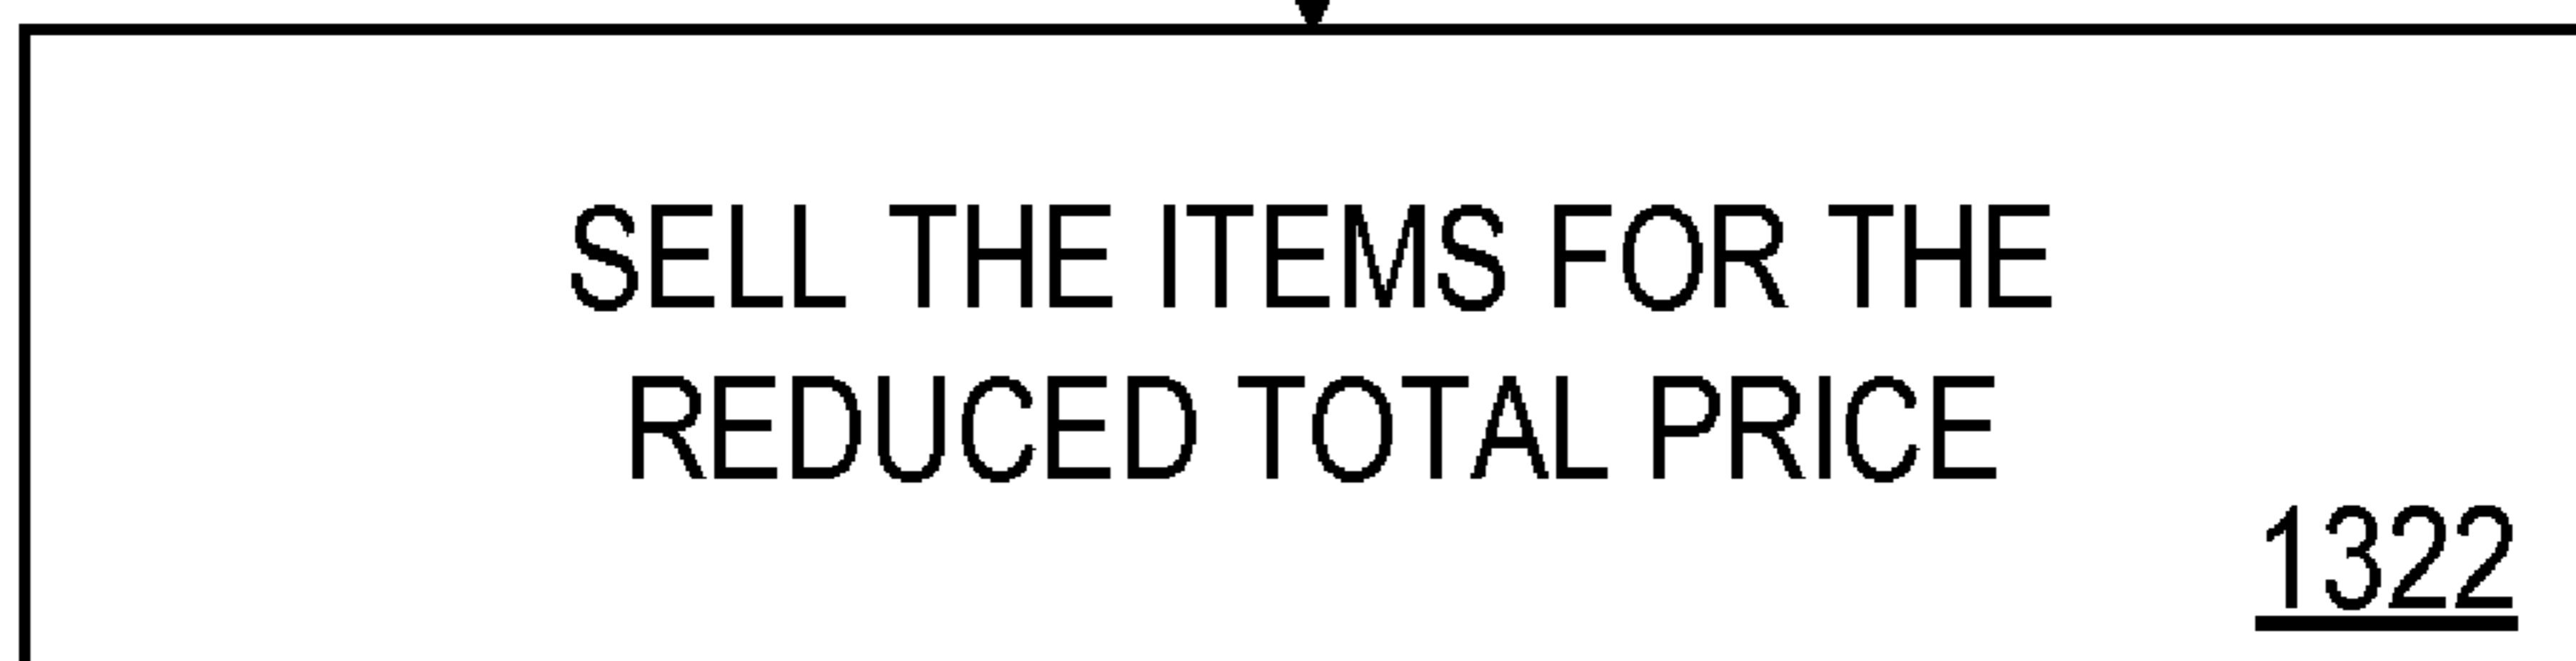 SELL THE ITEMS FOR THE
REDUCED TOTAL PRICE
1322